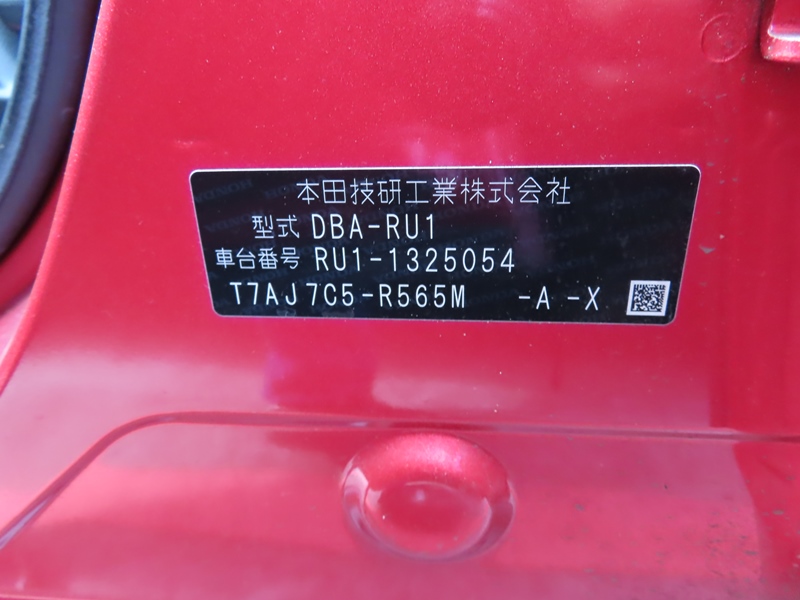 本田技研工業株式会社
型式 DBA-RU1
車台番号 RU1-1325054
T7AJ7C5-R565M -A -X